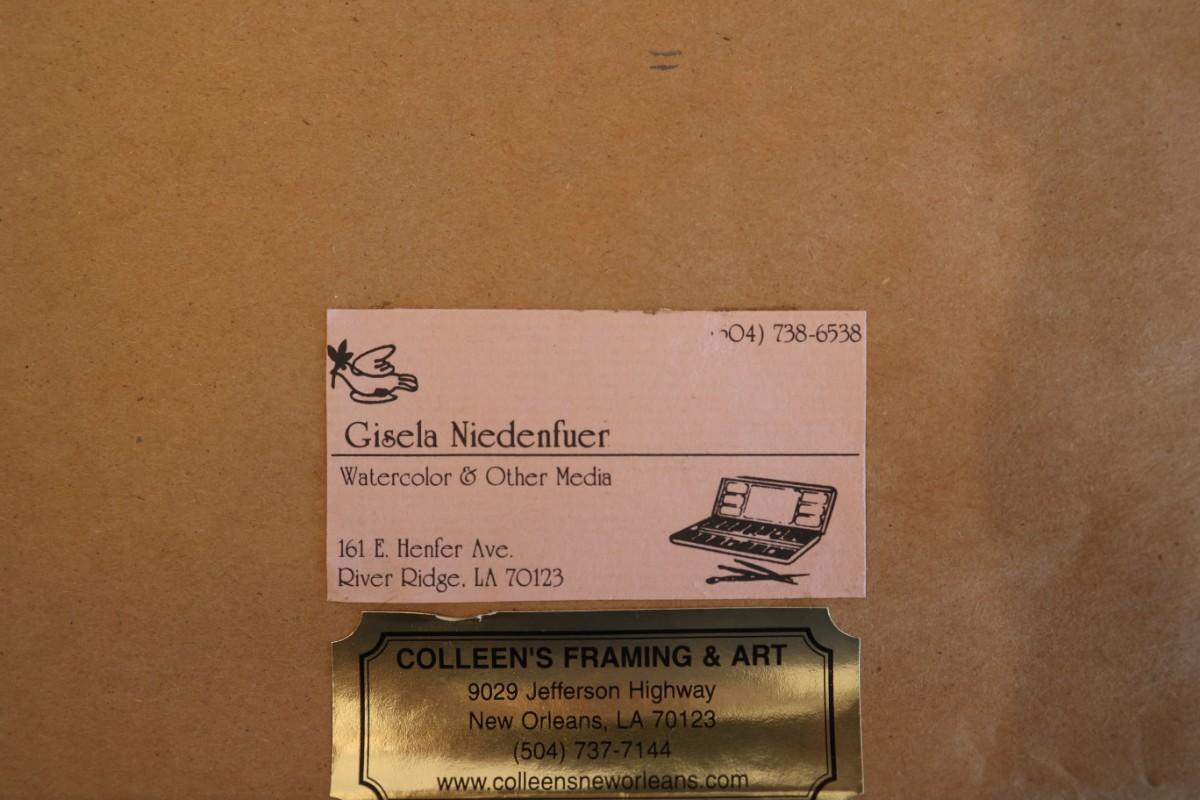 (504) 738-6538
Gisela Niedenfuer
Watercolor & Other Media
161 E. Henfer Ave.
River Ridge, LA 70123
COLLEEN'S FRAMING & ART
9029 Jefferson Highway
New Orleans, LA 70123
(504) 737-7144
www.colleensneworleans.com